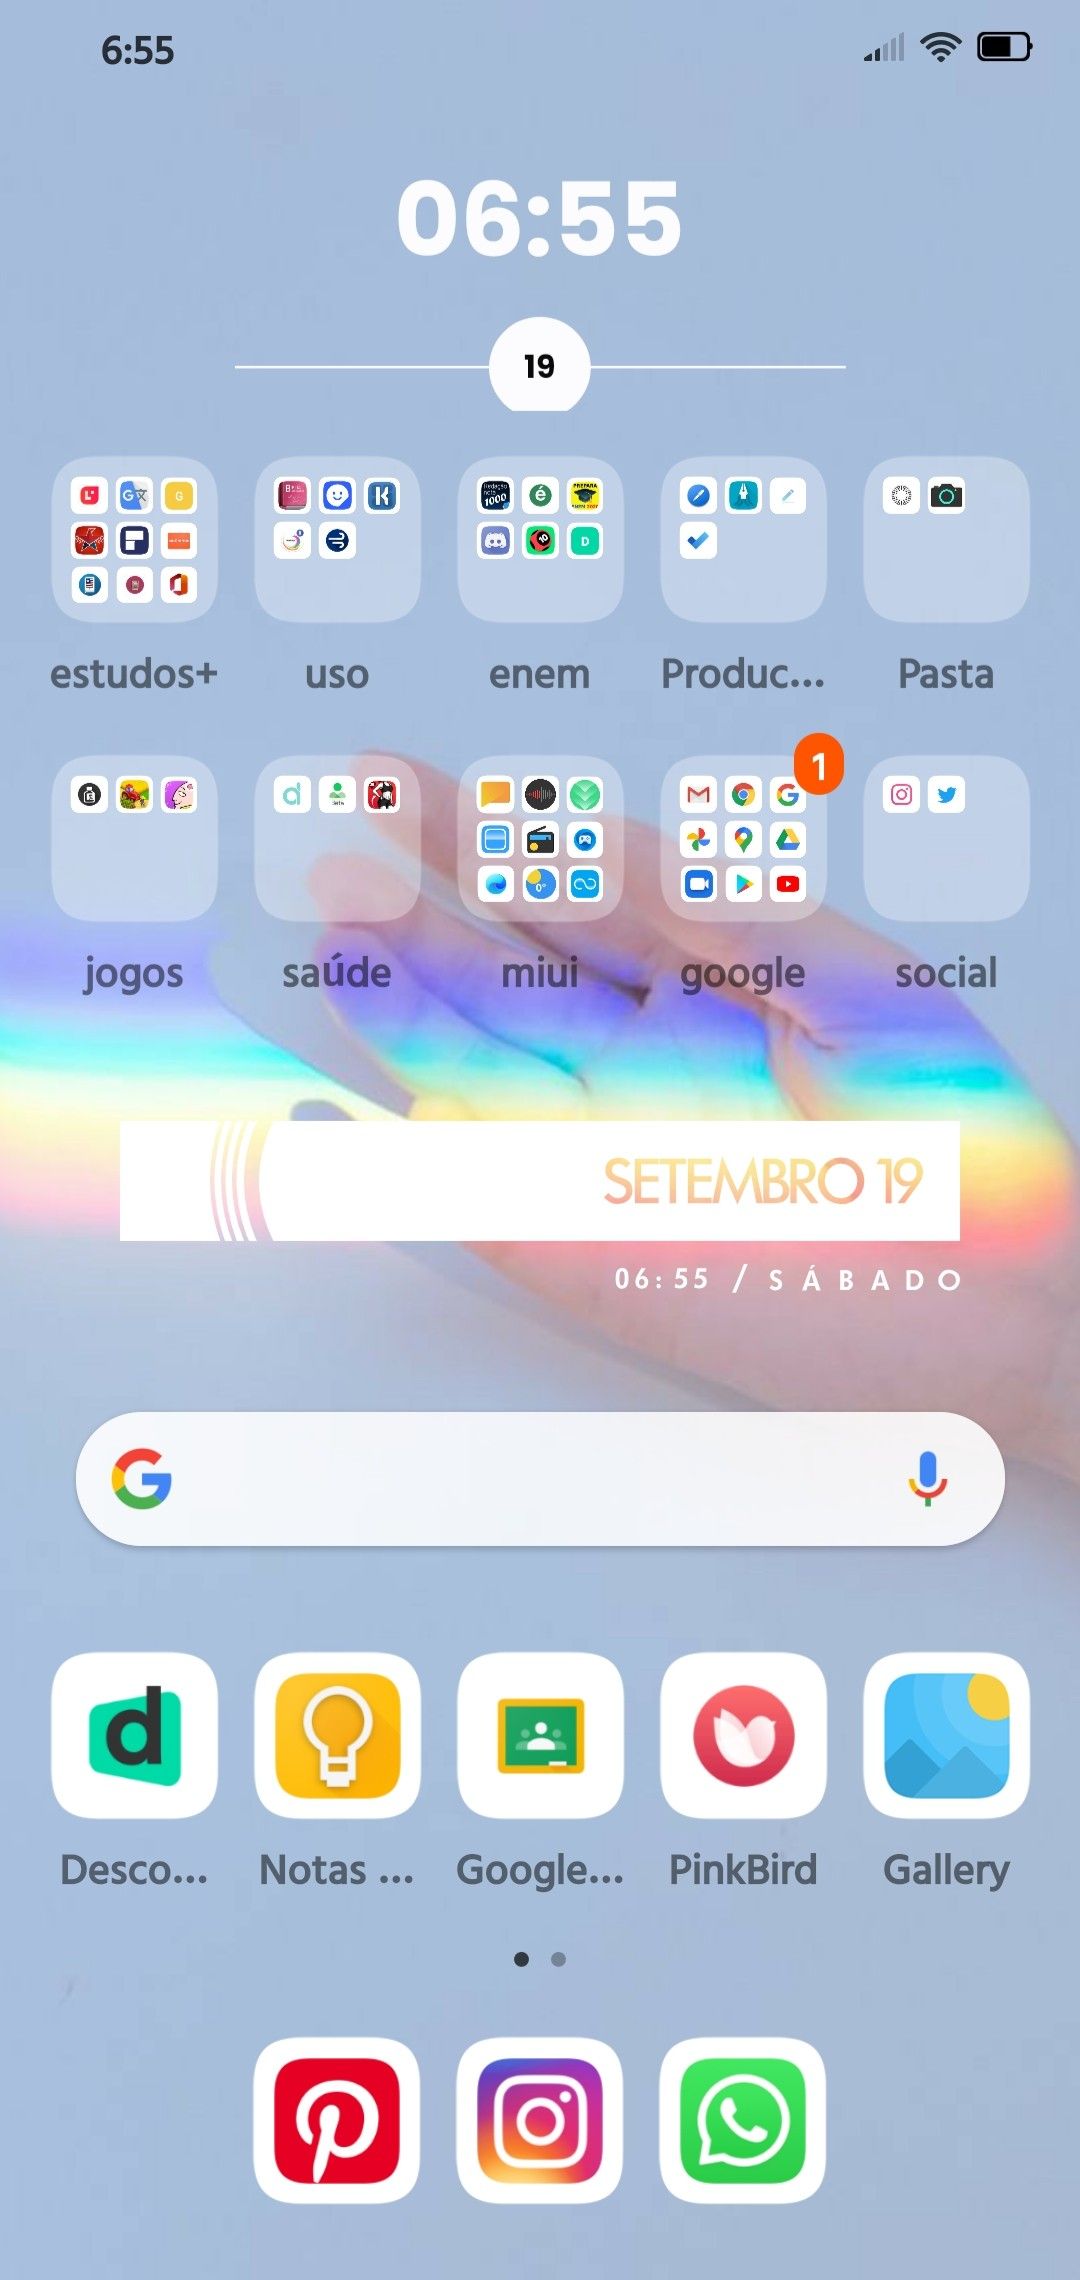 6:55
06:55
19
estudos+ uso enem Produc... Pasta
1
jogos saúde miui google social
SETEMBRO 19
06:55 / SÁBADO
Desco... Notas ... Google... PinkBird Gallery